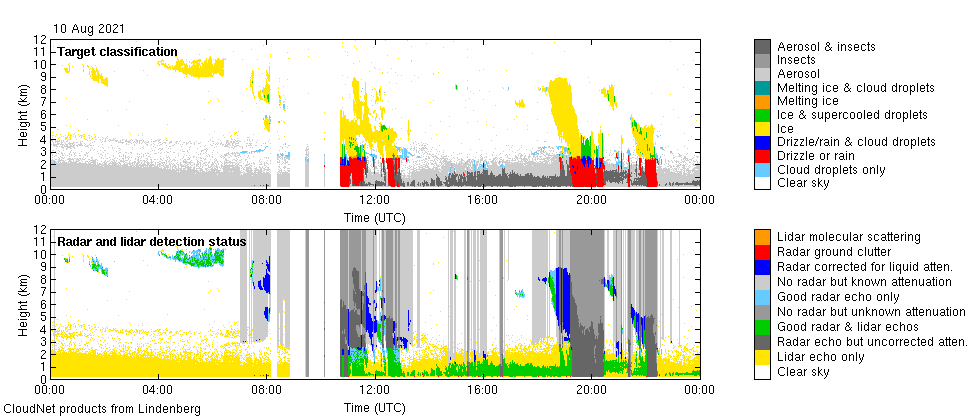 10 Aug 2021
Target classification
Height (km)
12
11
10
9
8
7
6
5
4
3
2
1
0
00:00 04:00 08:00 12:00 16:00 20:00 00:00
Time (UTC)
Aerosol & insects
Insects
Aerosol
Melting ice & cloud droplets
Melting ice
Ice & supercooled droplets
Ice
Drizzle/rain & cloud droplets
Drizzle or rain
Cloud droplets only
Clear sky
Radar and lidar detection status
Height (km)
12
11
10
9
8
7
6
5
4
3
2
1
0
00:00 04:00 08:00 12:00 16:00 20:00 00:00
Time (UTC)
Lidar molecular scattering
Radar ground clutter
Radar corrected for liquid atten.
No radar but known attenuation
Good radar echo only
No radar but unknown attenuation
Good radar & lidar echos
Radar echo but uncorrected atten.
Lidar echo only
Clear sky
CloudNet products from Lindenberg